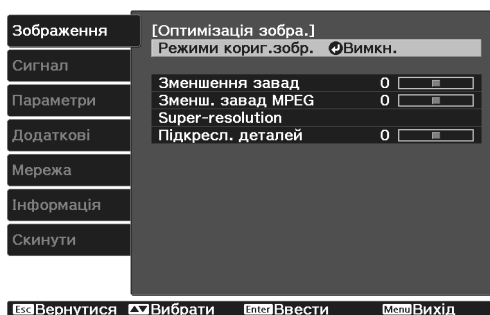 Зображення
Сигнал
Параметри
Додаткові
Мережа
Інформація
Скинути
[Оптимізація зобра.]
Режими кориг.зобр. Вимкн.
Зменшення завад 0
Зменш. завад MPEG 0
Super-resolution
Підкресл. деталей 0
Esc Вернутися Вибрати Enter Ввести Menu Вихід